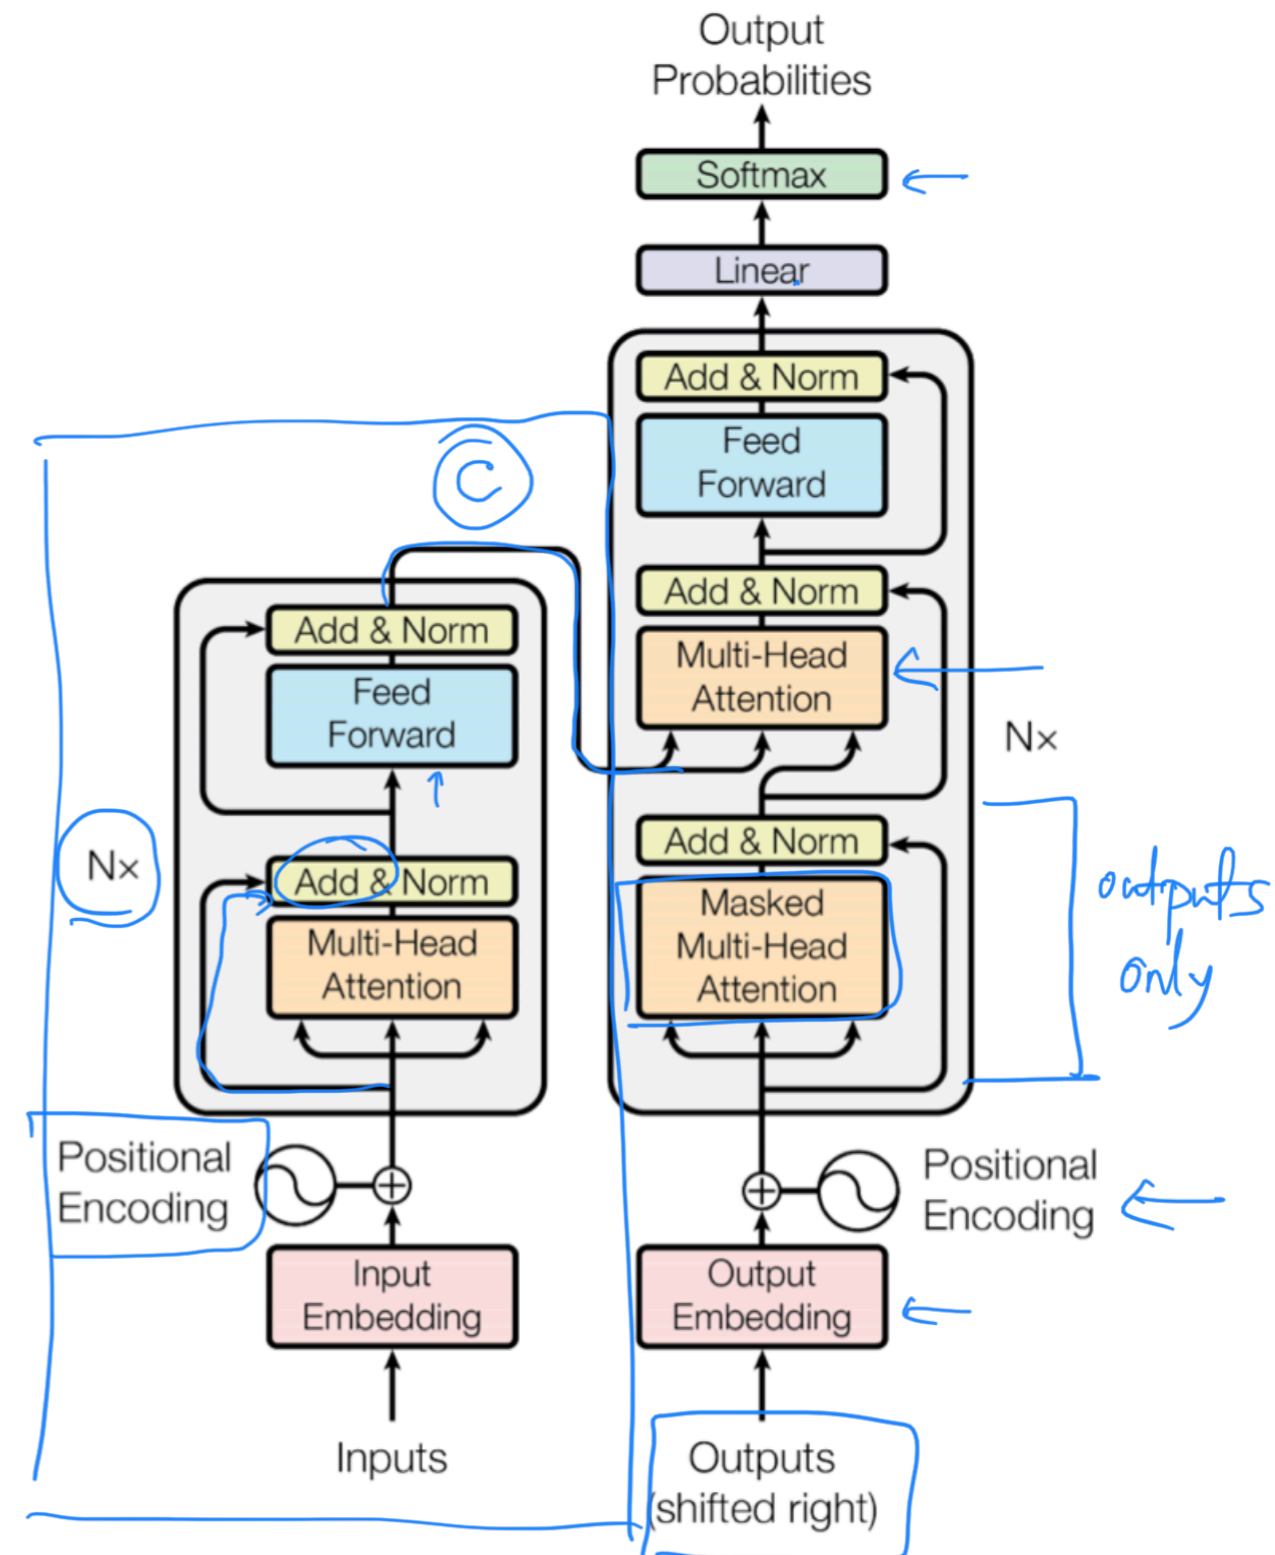 Output
Probabilities
Softmax
Linear
Add & Norm
Feed
Forward
C
Add & Norm
Multi-Head
Attention
Add & Norm
Feed
Forward
Nx
Add & Norm
Masked
Multi-Head
Attention
outputs
only
Nx
Add & Norm
Multi-Head
Attention
Positional
Encoding
Positional
Encoding
Input
Embedding
Output
Embedding
Inputs
Outputs
(shifted right)